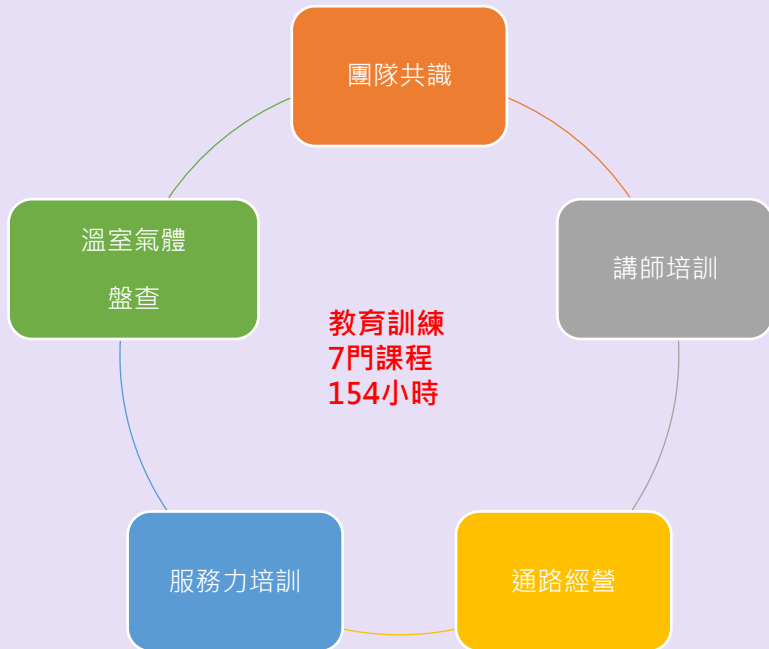 團隊共識
講師培訓
通路經營
服務力培訓
溫室氣體
盤查
教育訓練
7門課程
154小時